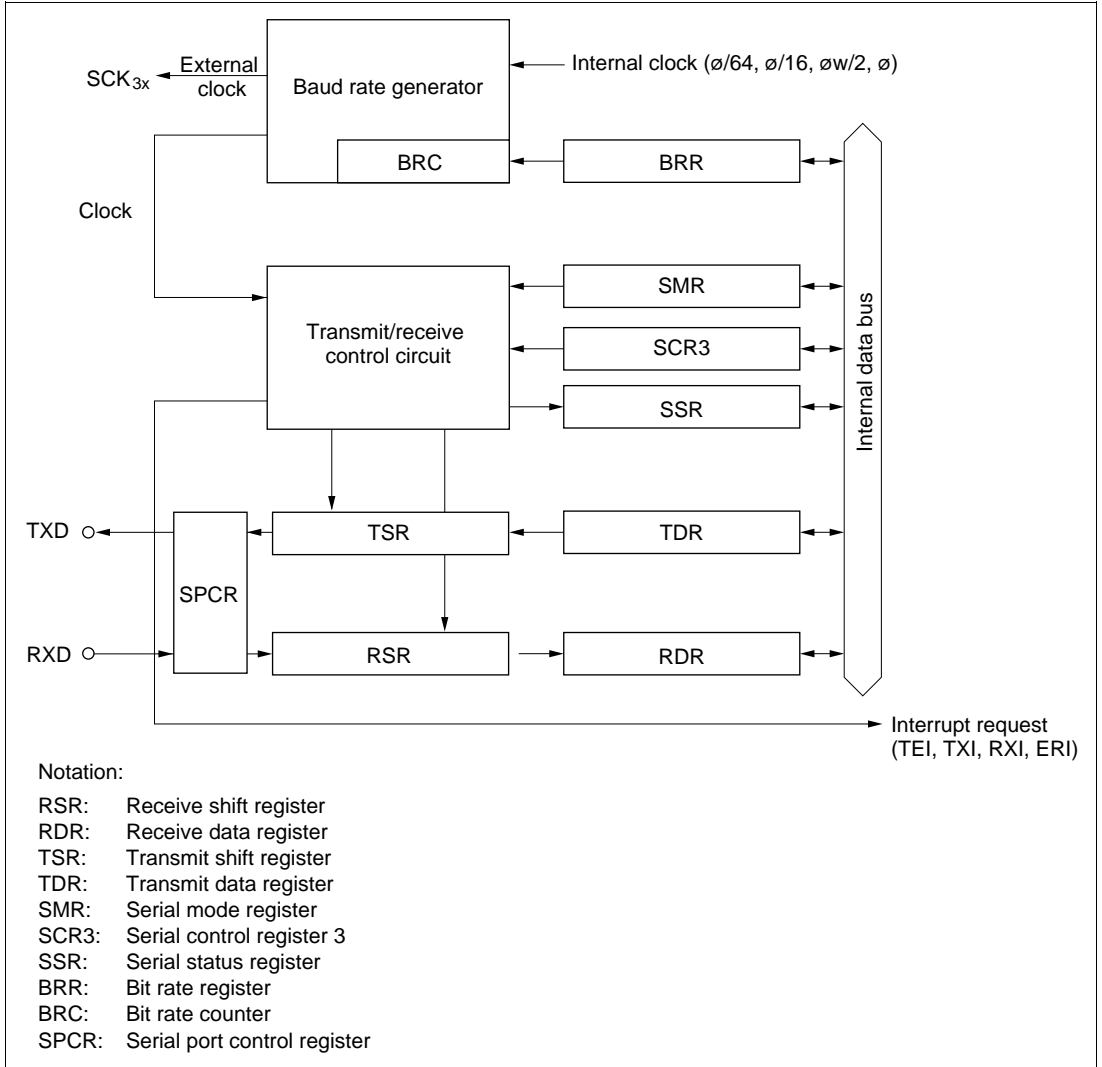 SCK3x
External
clock
Baud rate generator
Internal clock (ø/64, ø/16, øw/2, ø)
BRC
BRR
Clock
Transmit/receive
control circuit
SMR
SCR3
SSR
Internal data bus
TXD
SPCR
TSR
TDR
RXD
RSR
RDR
Interrupt request
(TEI, TXI, RXI, ERI)
Notation:
RSR: Receive shift register
RDR: Receive data register
TSR: Transmit shift register
TDR: Transmit data register
SMR: Serial mode register
SCR3: Serial control register 3
SSR: Serial status register
BRR: Bit rate register
BRC: Bit rate counter
SPCR: Serial port control register